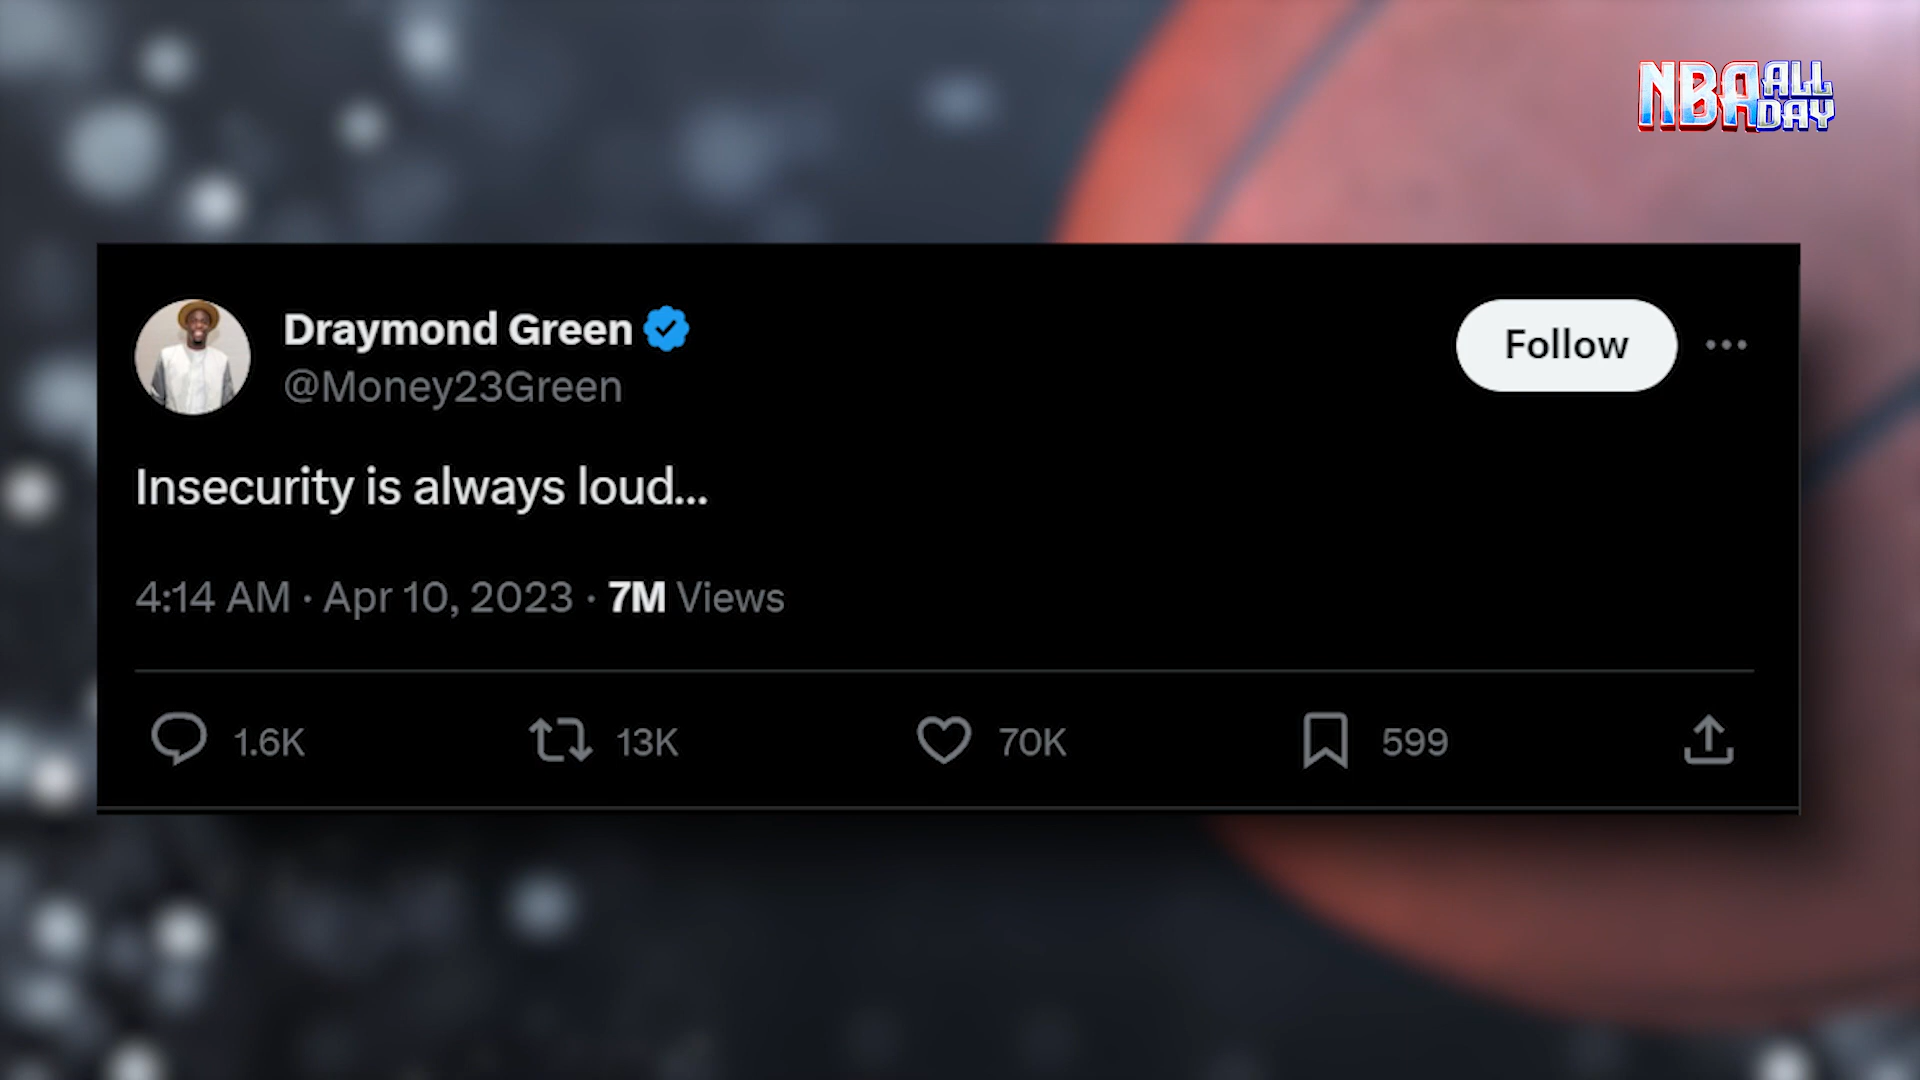 NBA ALL DAY
Draymond Green
@Money23Green
Follow
Insecurity is always loud...
4:14 AM · Apr 10, 2023 · 7M Views
1.6K
13K
70K
599